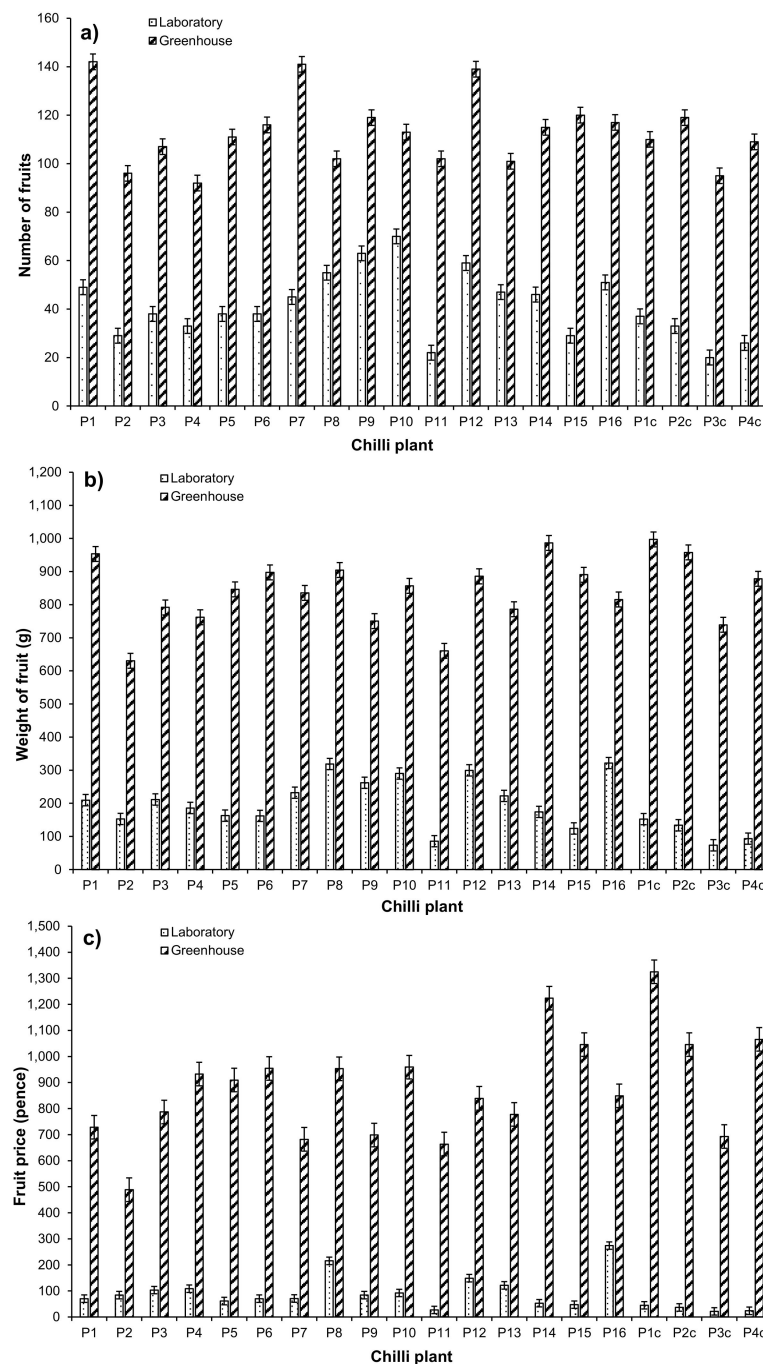 a)
Laboratory
Greenhouse
Number of fruits
160
140
120
100
80
60
40
20
0
P1 P2 P3 P4 P5 P6 P7 P8 P9 P10 P11 P12 P13 P14 P15 P16 P1c P2c P3c P4c
Chilli plant
b)
Laboratory
Greenhouse
Weight of fruit (g)
1,200
1,100
1,000
900
800
700
600
500
400
300
200
100
0
P1 P2 P3 P4 P5 P6 P7 P8 P9 P10 P11 P12 P13 P14 P15 P16 P1c P2c P3c P4c
Chilli plant
c)
Laboratory
Greenhouse
Fruit price (pence)
1,500
1,400
1,300
1,200
1,100
1,000
900
800
700
600
500
400
300
200
100
0
P1 P2 P3 P4 P5 P6 P7 P8 P9 P10 P11 P12 P13 P14 P15 P16 P1c P2c P3c P4c
Chilli plant